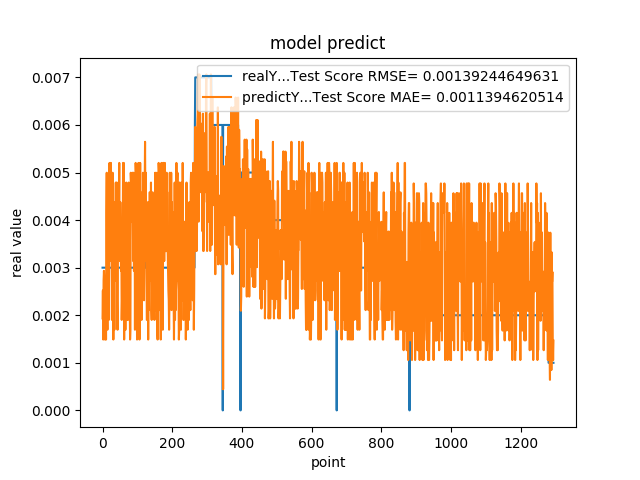 model predict
realY...Test Score RMSE= 0.00139244649631
predictY...Test Score MAE= 0.0011394620514
0.007
0.006
0.005
0.004
0.003
0.002
0.001
0.000
real value
0 200 400 600 800 1000 1200
point